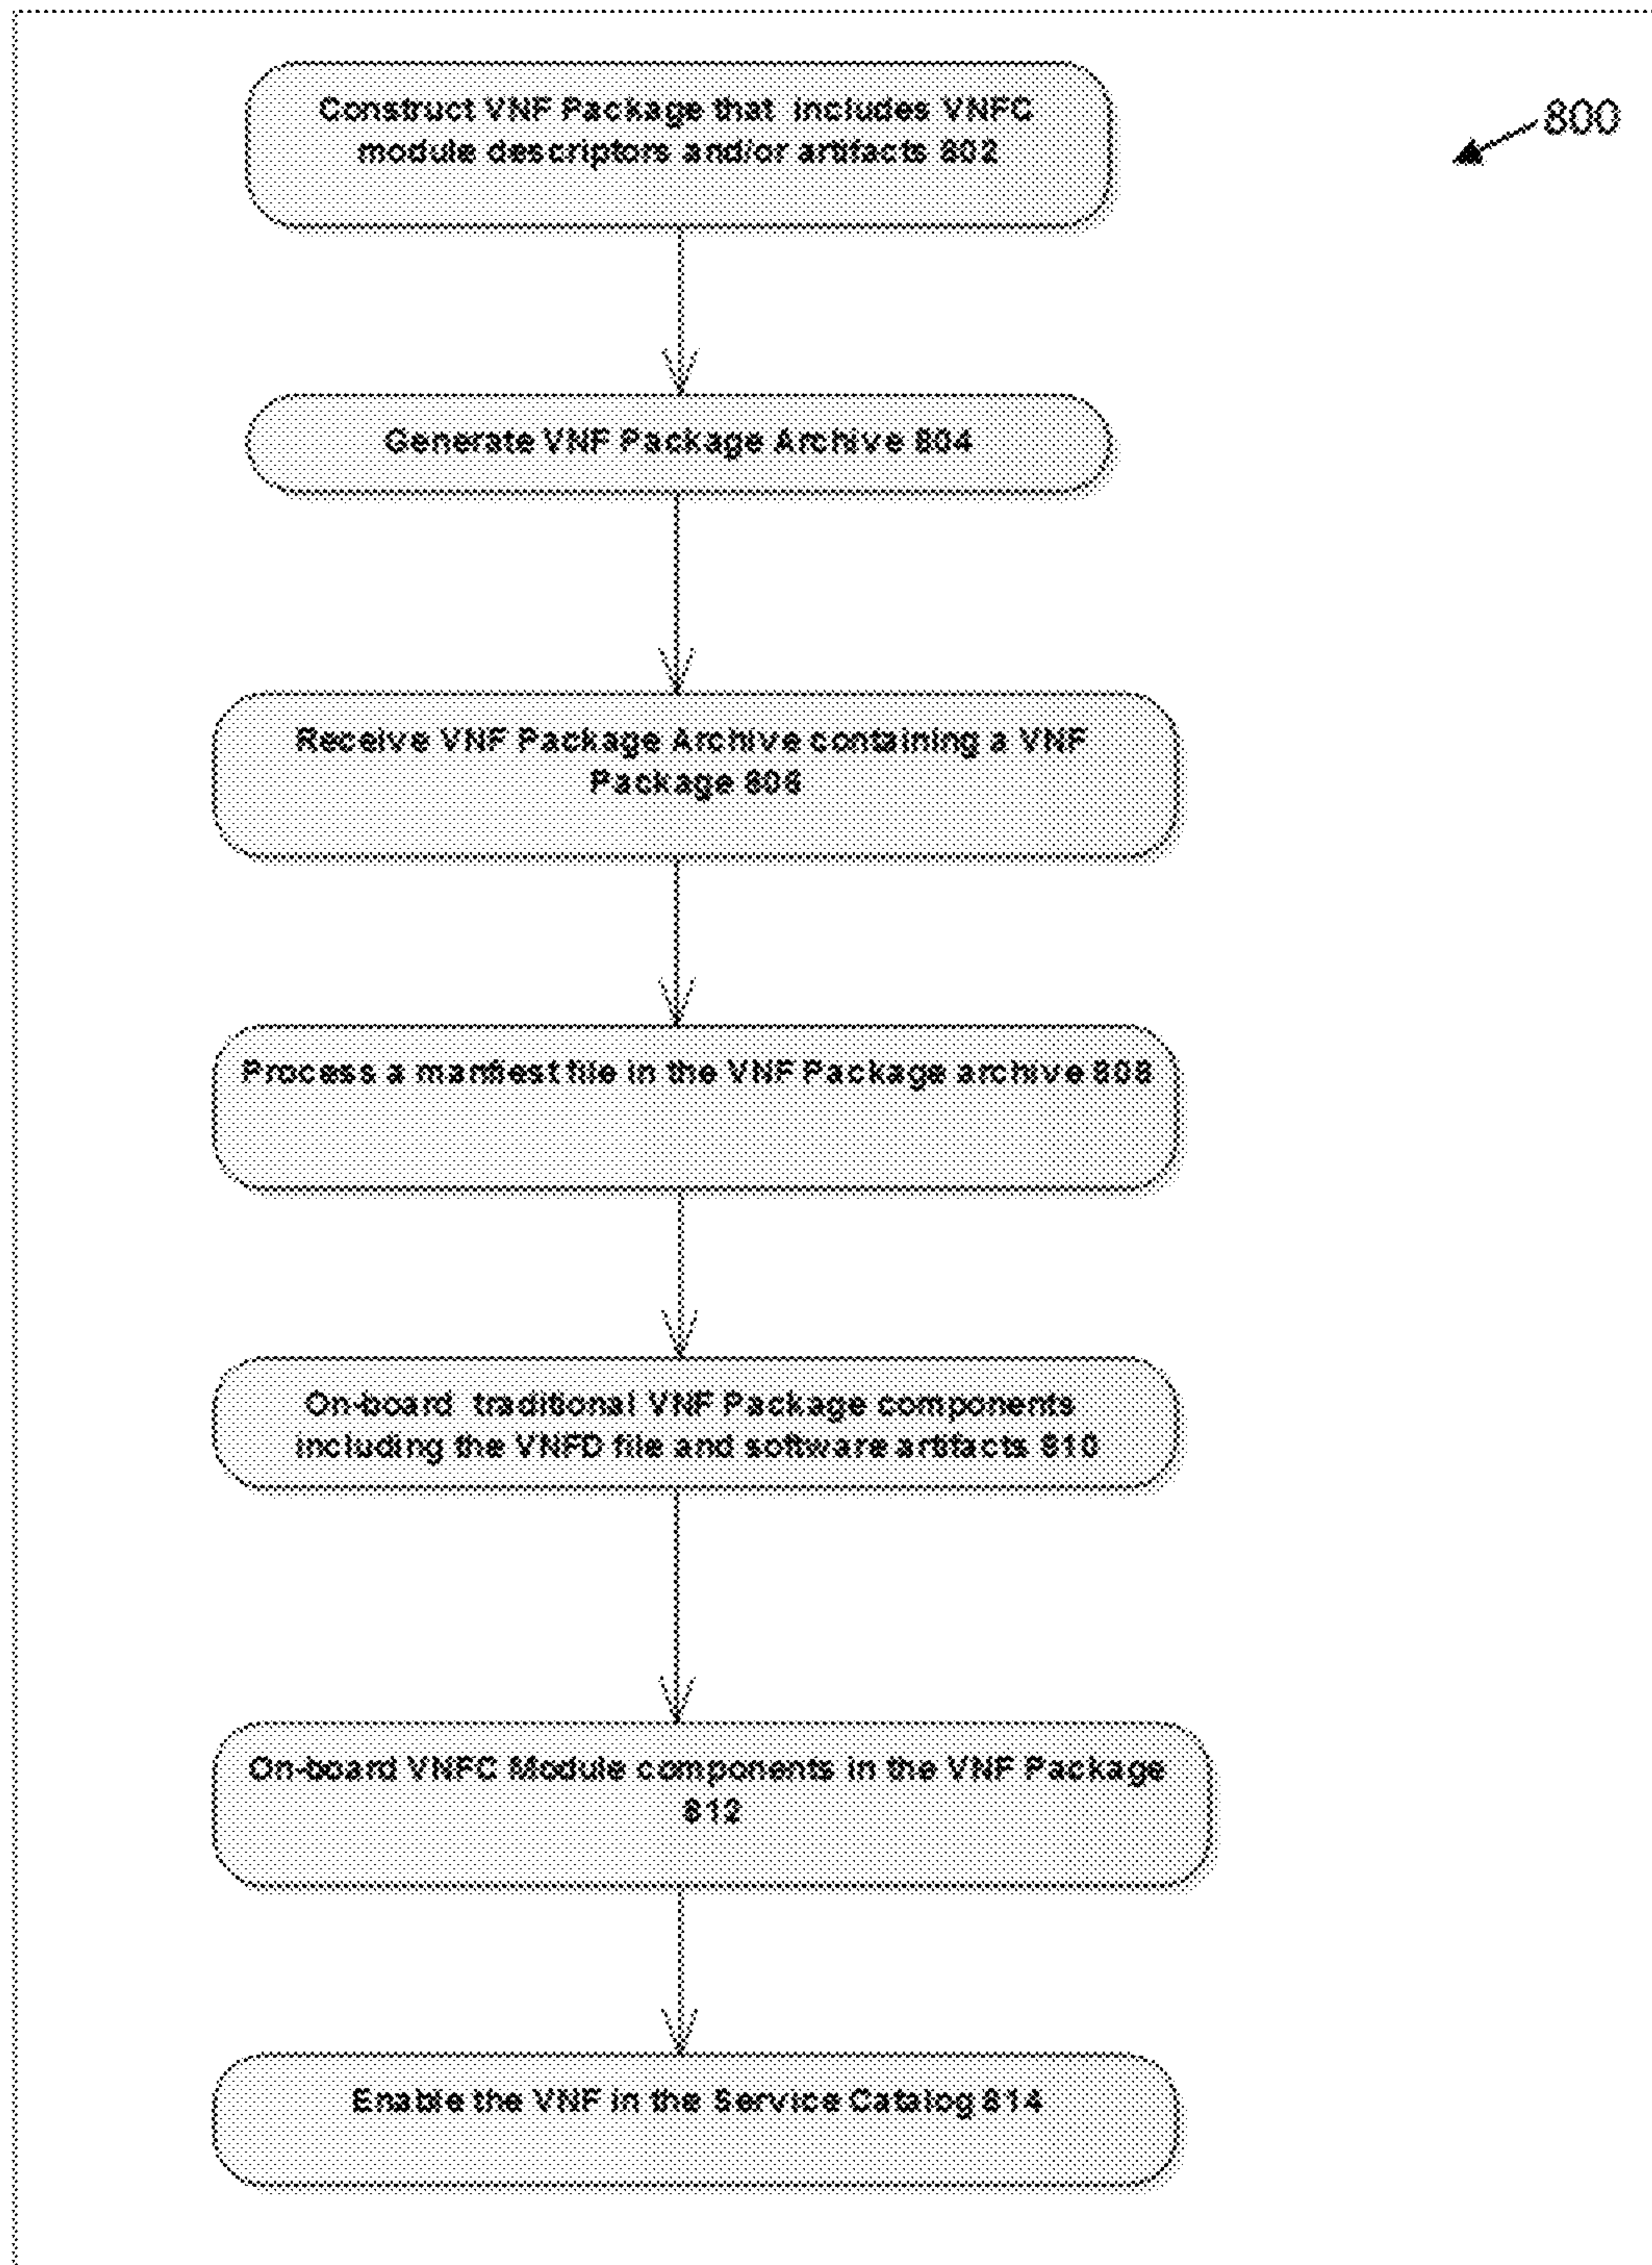 Construct VNF Package that includes VNFC
module descriptors and/or artifacts 802
800
Generate VNF Package Archive 804
Receive VNF Package Archive containing a VNF
Package 806
Process a manfiest file in the VNF Package archive 808
On-board traditional VNF Package components
including the VNFD file and software artifacts 810
On-board VNFC Module components in the VNF Package
812
Enable the VNF in the Service Catalog 814